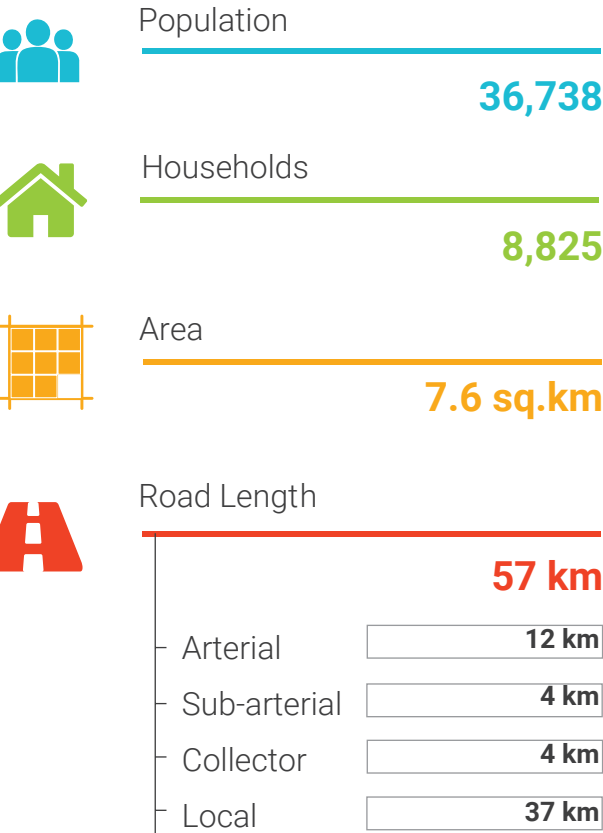 Population
36,738
Households
8,825
Area
7.6 sq.km
Road Length
57 km
Arterial 12 km
Sub-arterial 4 km
Collector 4 km
Local 37 km